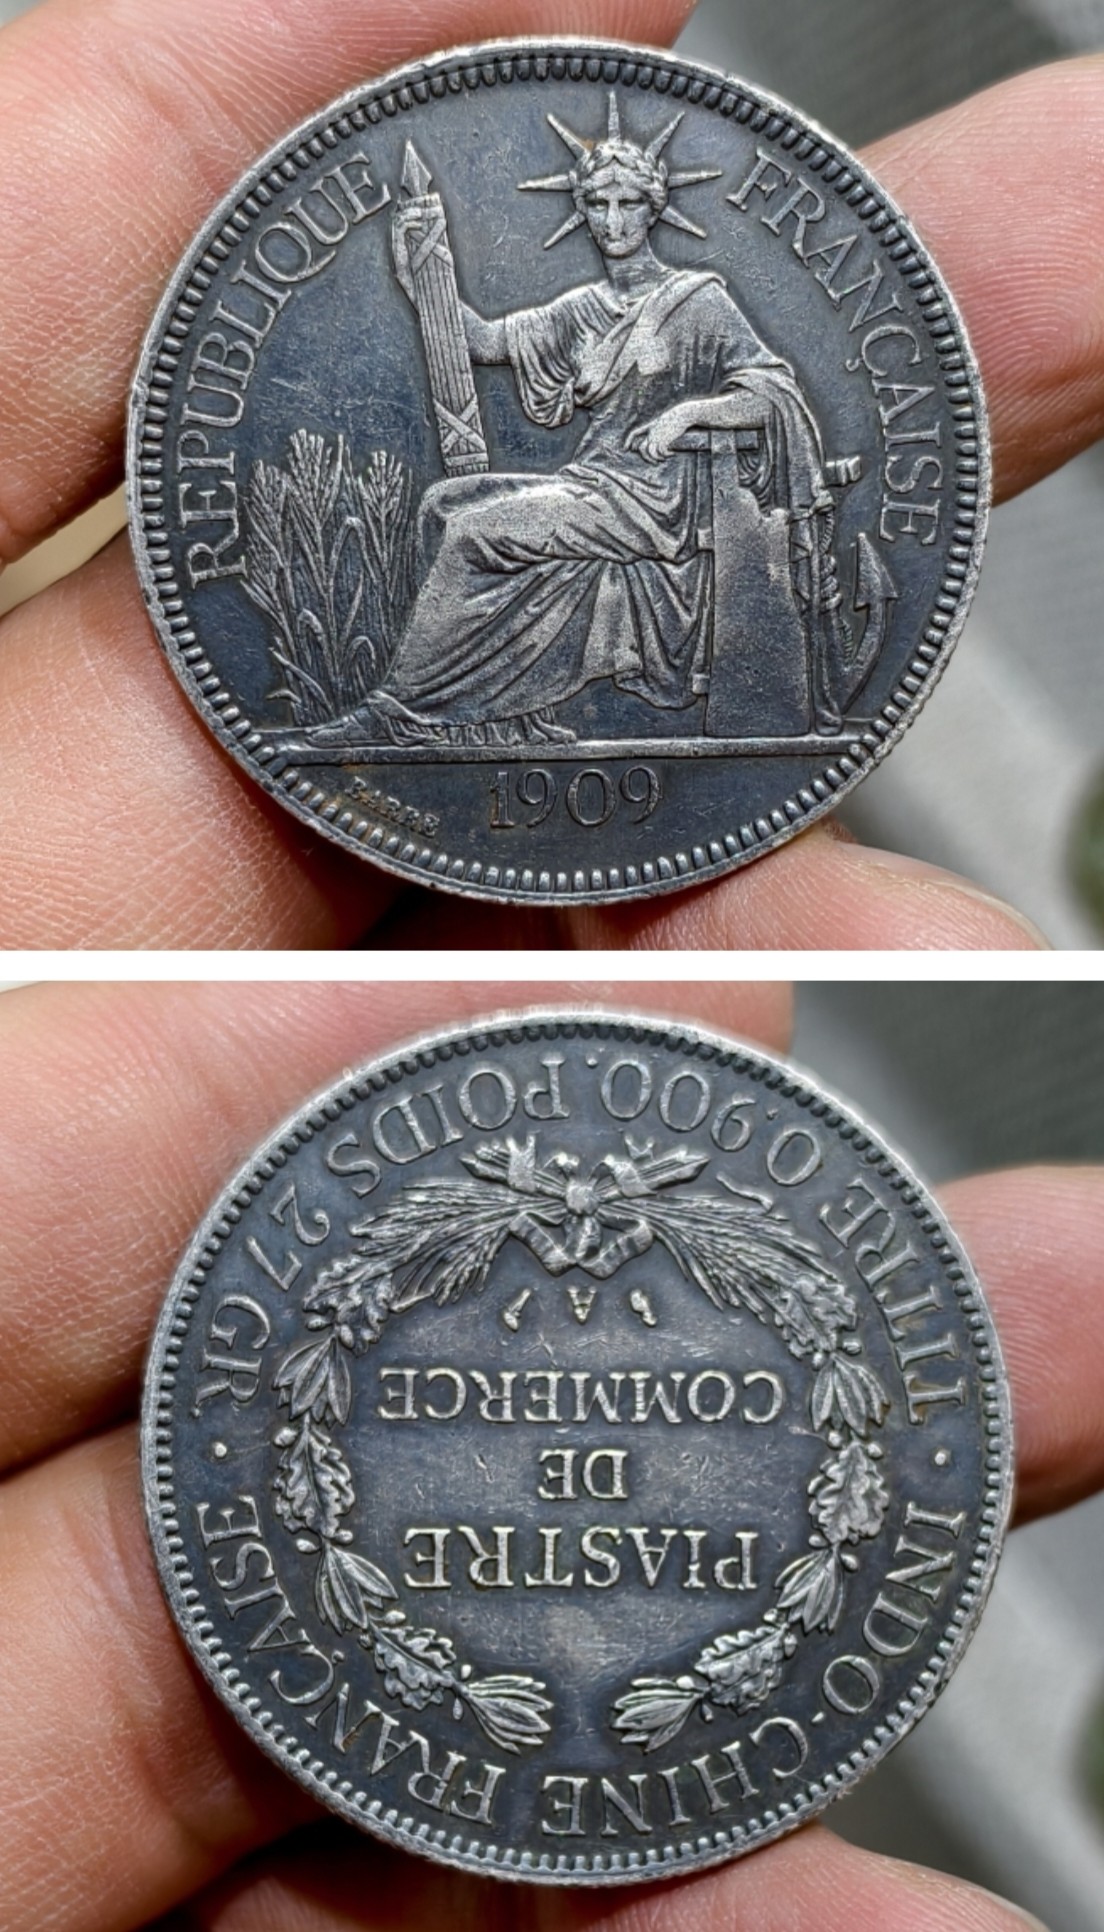 REPUBLIQUE FRANÇAISE
BARRE
1909
INDO-CHINE FRANÇAISE
PIASTRE
DE
COMMERCE
A
TITRE 0,900. POIDS 27 GR.